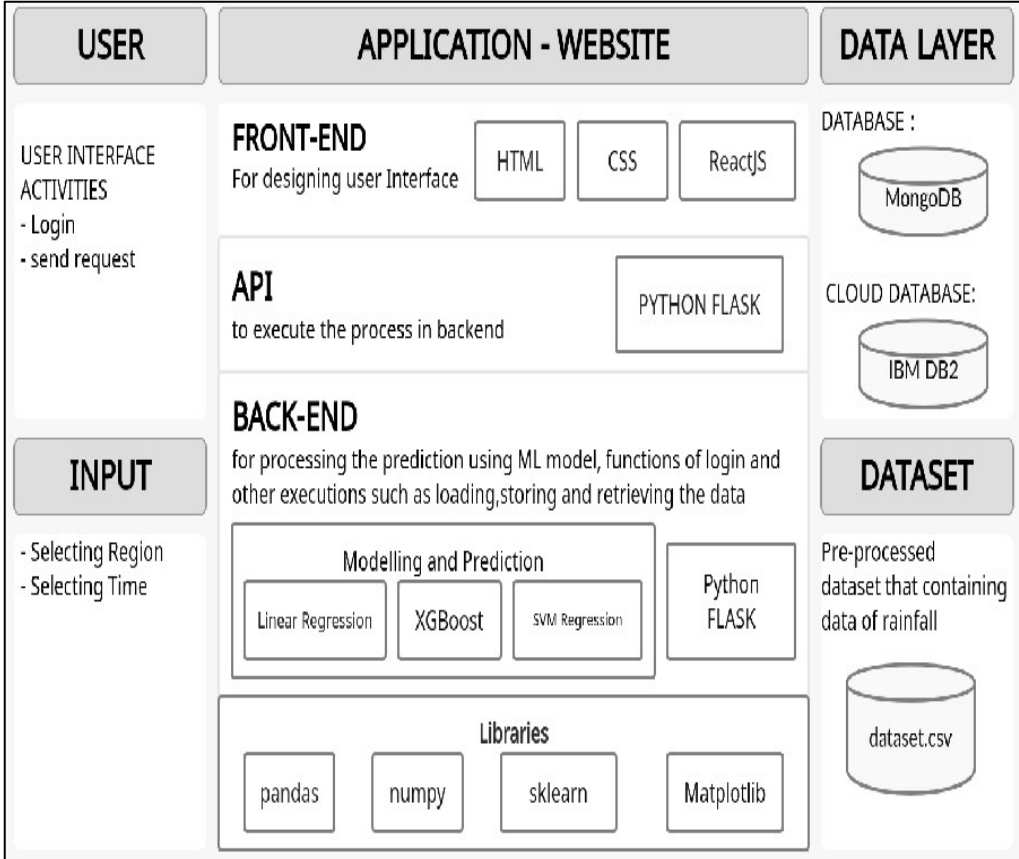 USER
USER INTERFACE
ACTIVITIES
- Login
- send request
INPUT
- Selecting Region
- Selecting Time
APPLICATION - WEBSITE
FRONT-END
For designing user Interface
HTML
CSS
ReactJS
API
to execute the process in backend
PYTHON FLASK
BACK-END
for processing the prediction using ML model, functions of login and
other executions such as loading,storing and retrieving the data
Modelling and Prediction
Linear Regression
XGBoost
SVM Regression
Python
FLASK
Libraries
pandas
numpy
sklearn
Matplotlib
DATA LAYER
DATABASE :
MongoDB
CLOUD DATABASE:
IBM DB2
DATASET
Pre-processed
dataset that containing
data of rainfall
dataset.csv